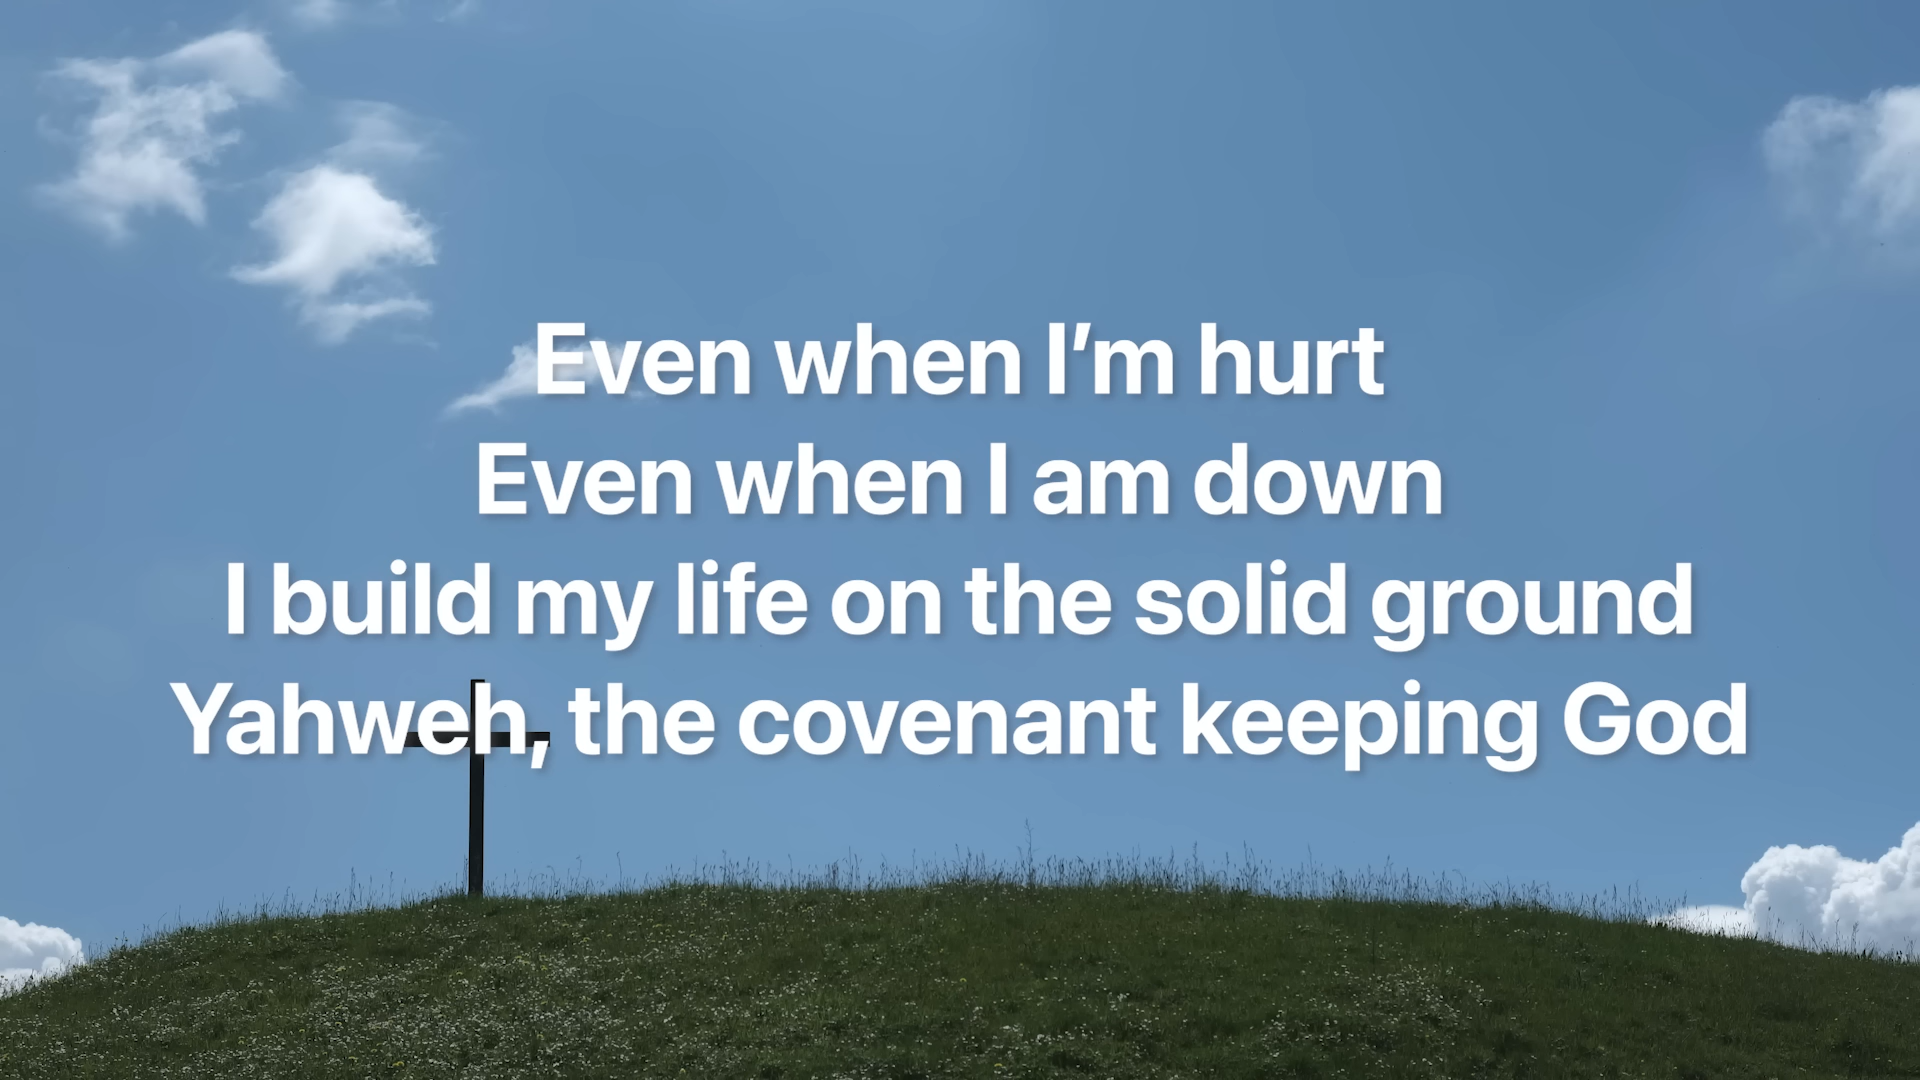 Even when I’m hurt
Even when I am down
I build my life on the solid ground
Yahweh, the covenant keeping God